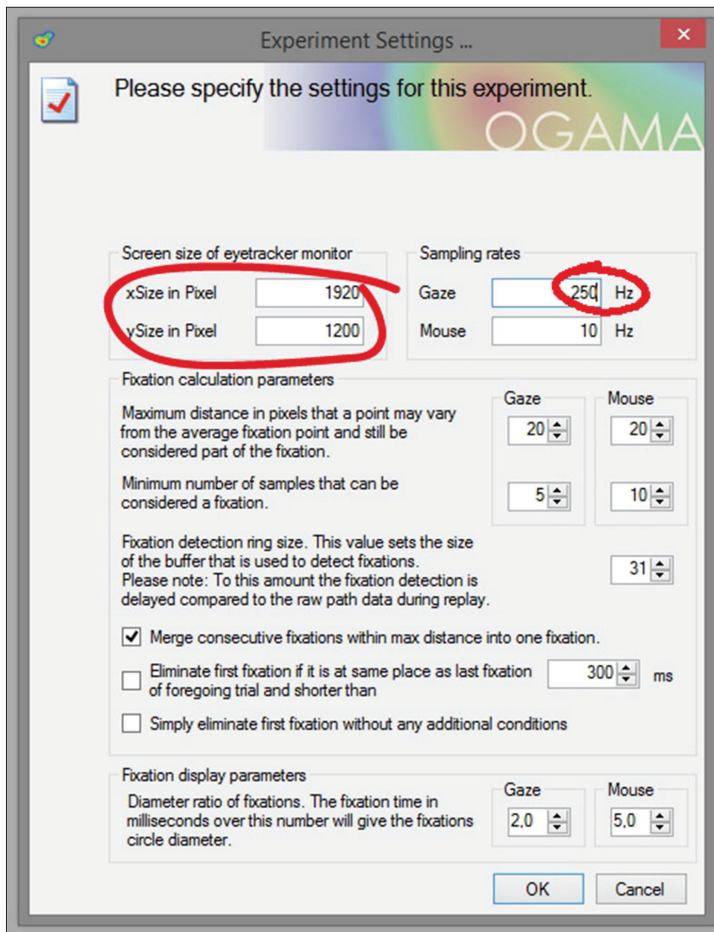 Experiment Settings ...
Please specify the settings for this experiment.
OGAMA
Screen size of eyetracker monitor
xSize in Pixel 1920
ySize in Pixel 1200
Sampling rates
Gaze 250 Hz
Mouse 10 Hz
Fixation calculation parameters
Gaze Mouse
Maximum distance in pixels that a point may vary
from the average fixation point and still be
considered part of the fixation.
20 20
Minimum number of samples that can be
considered a fixation.
5 10
Fixation detection ring size. This value sets the size
of the buffer that is used to detect fixations.
Please note: To this amount the fixation detection is
delayed compared to the raw path data during replay.
31
Merge consecutive fixations within max distance into one fixation.
Eliminate first fixation if it is at same place as last fixation
of foregoing trial and shorter than
300 ms
Simply eliminate first fixation without any additional conditions
Fixation display parameters
Diameter ratio of fixations. The fixation time in
milliseconds over this number will give the fixations
circle diameter.
Gaze Mouse
2,0 5,0
OK Cancel